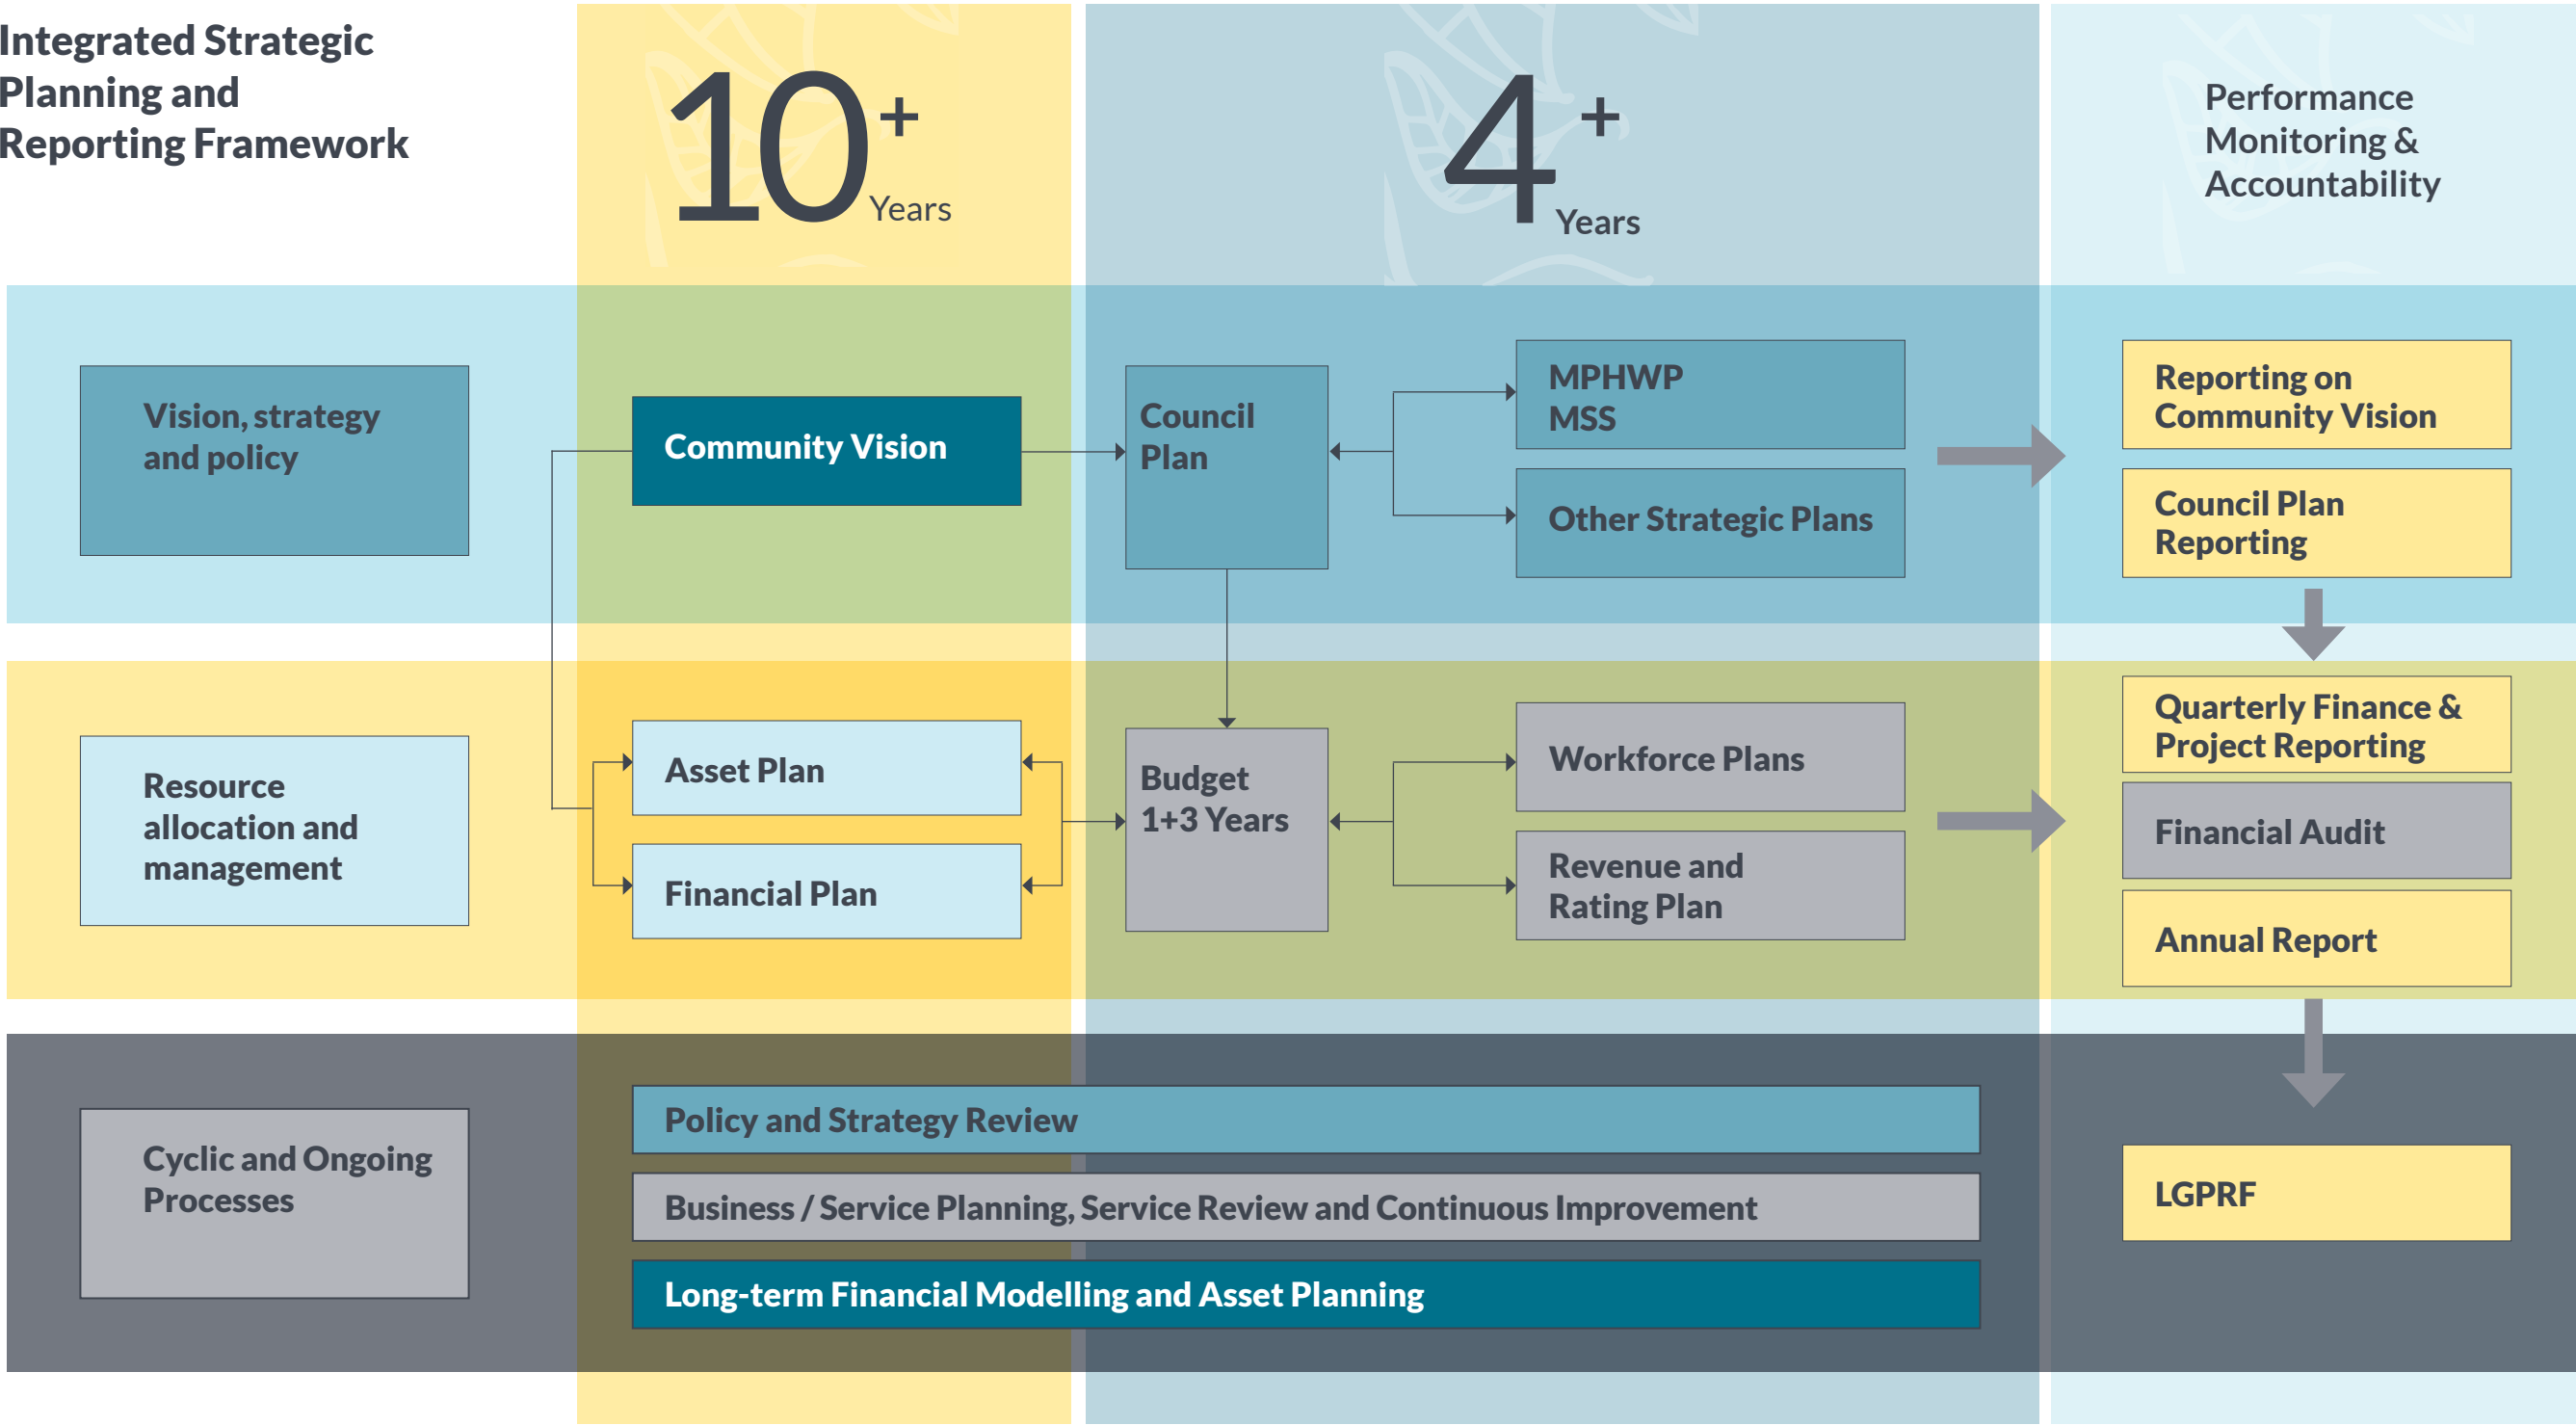 Integrated Strategic
Planning and
Reporting Framework
10+
Years
4+
Years
Performance
Monitoring &
Accountability
Vision, strategy
and policy
Community Vision
Council
Plan
MPHWP
MSS
Other Strategic Plans
Reporting on
Community Vision
Council Plan
Reporting
Resource
allocation and
management
Asset Plan
Financial Plan
Budget
1+3 Years
Workforce Plans
Revenue and
Rating Plan
Quarterly Finance &
Project Reporting
Financial Audit
Annual Report
Cyclic and Ongoing
Processes
Policy and Strategy Review
Business / Service Planning, Service Review and Continuous Improvement
Long-term Financial Modelling and Asset Planning
LGPRF